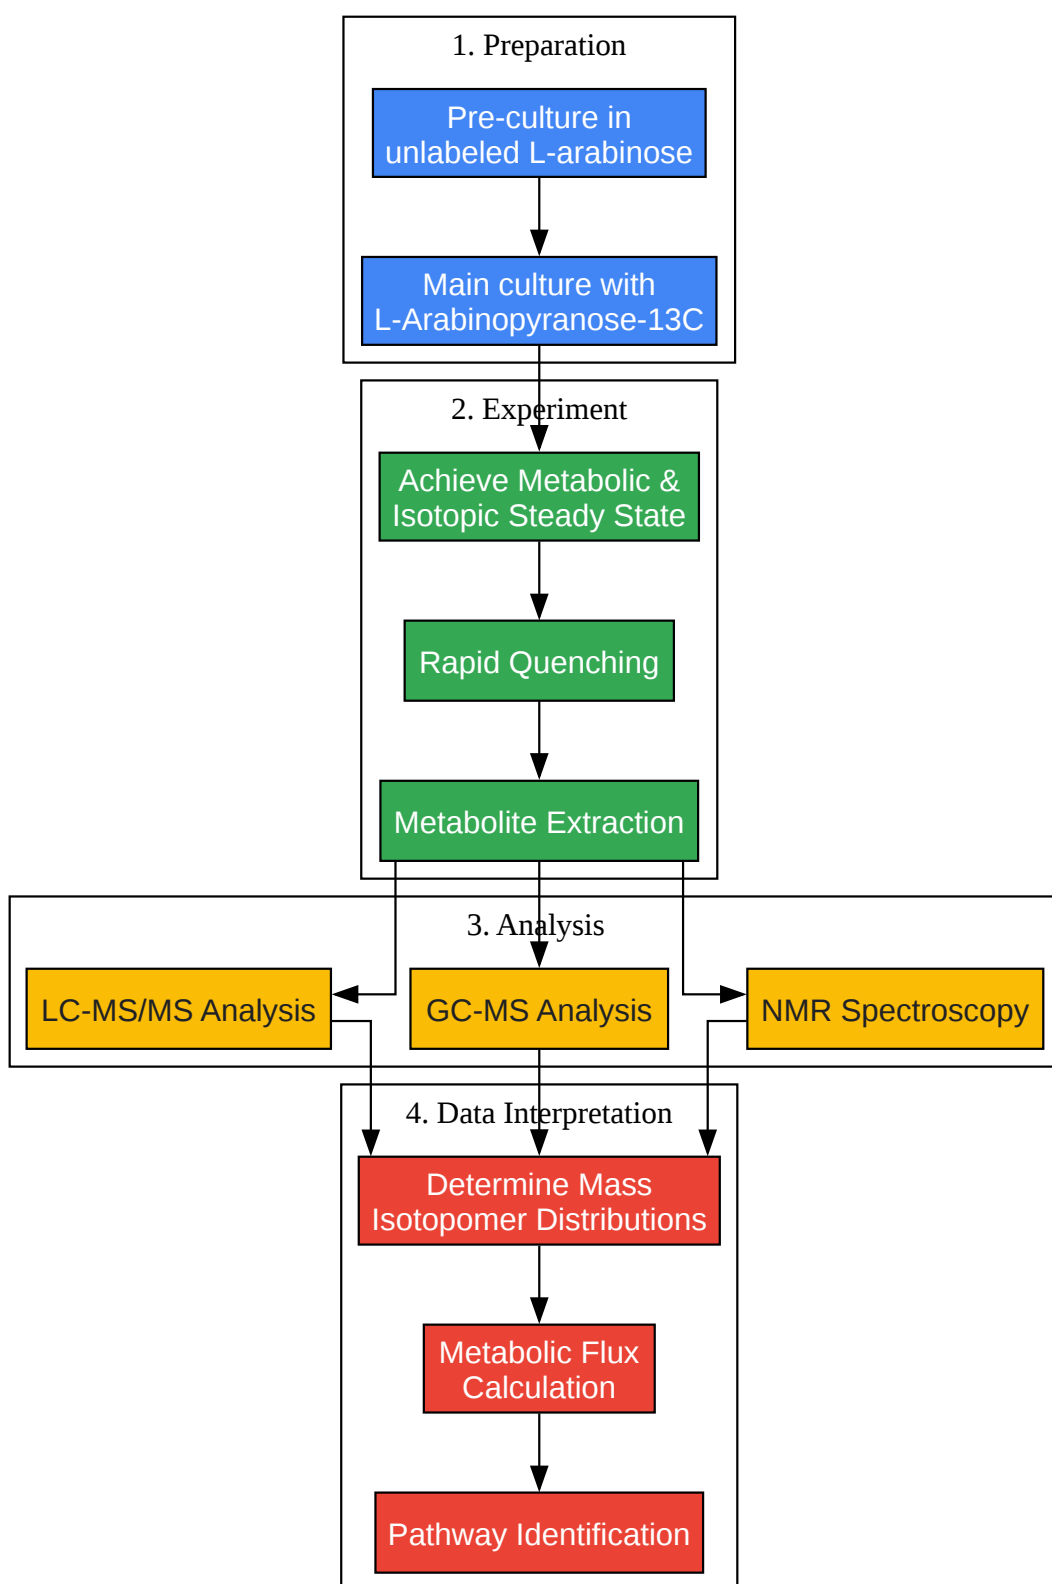 1. Preparation
Pre-culture in
unlabeled L-arabinose
Main culture with
L-Arabinopyranose-13C
2. Experiment
Achieve Metabolic &
Isotopic Steady State
Rapid Quenching
Metabolite Extraction
3. Analysis
LC-MS/MS Analysis
GC-MS Analysis
NMR Spectroscopy
4. Data Interpretation
Determine Mass
Isotopomer Distributions
Metabolic Flux
Calculation
Pathway Identification